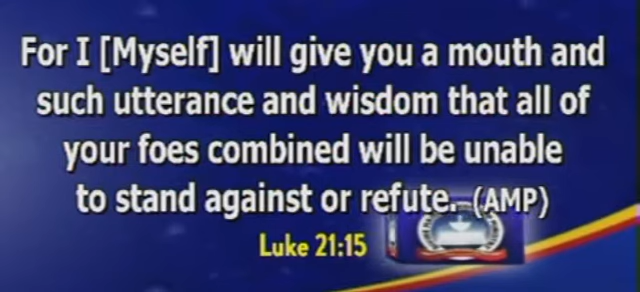 For I [Myself] will give you a mouth and
such utterance and wisdom that all of
your foes combined will be unable
to stand against or refute. (AMP)
Luke 21:15